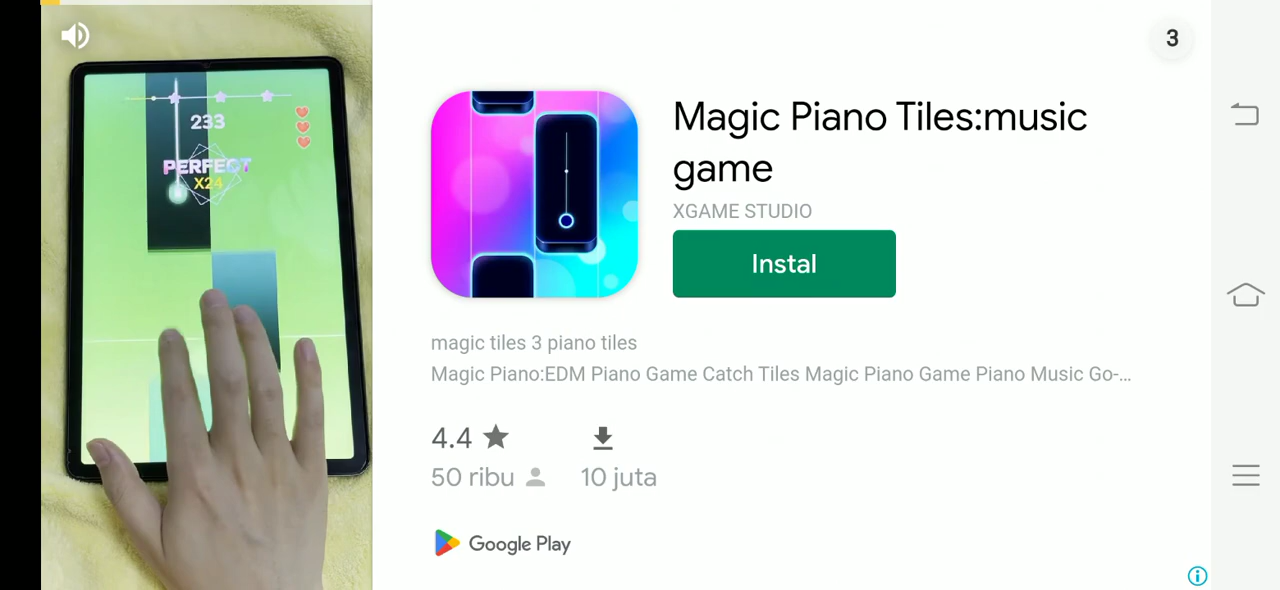 233
PERFECT
X24
3
Magic Piano Tiles:music
game
XGAME STUDIO
Instal
magic tiles 3 piano tiles
Magic Piano:EDM Piano Game Catch Tiles Magic Piano Game Piano Music Go-...
4.4
50 ribu
10 juta
Google Play